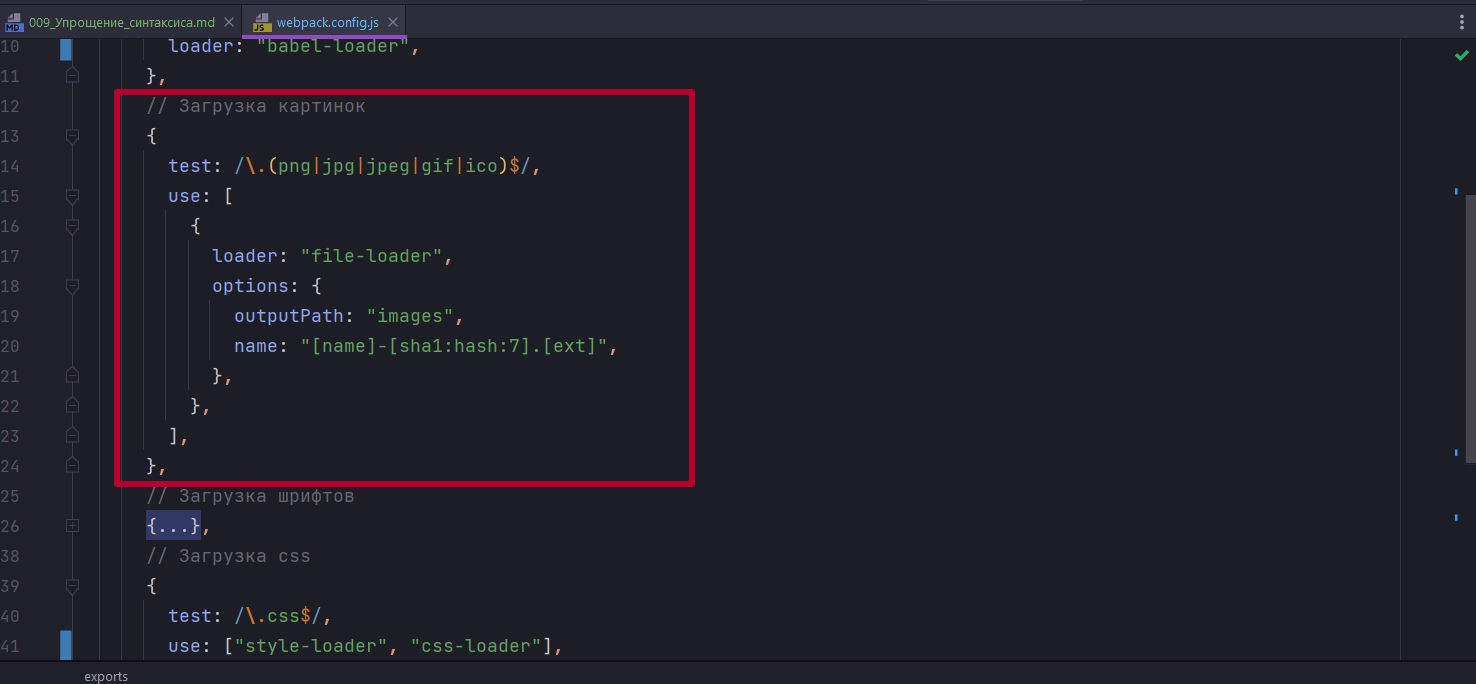 009_Упрощение_синтаксиса.md webpack.config.js
10 loader: "babel-loader",
11 },
12 // Загрузка картинок
13 {
14 test: /\.(png|jpg|jpeg|gif|ico)$/,
15 use: [
16 {
17 loader: "file-loader",
18 options: {
19 outputPath: "images",
20 name: "[name]-[sha1:hash:7].[ext]",
21 },
22 },
23 ],
24 },
25 // Загрузка шрифтов
26 {...},
38 // Загрузка css
39 {
40 test: /\.css$/,
41 use: ["style-loader", "css-loader"],
exports